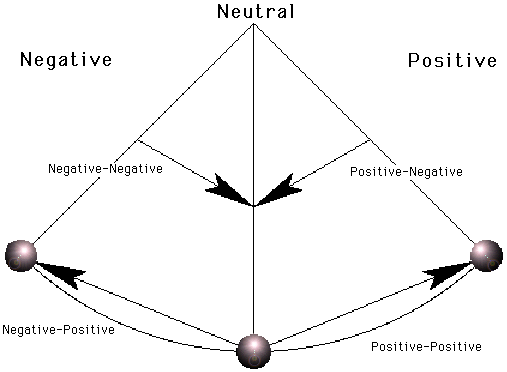 Neutral
Negative
Positive
Negative-Negative
Positive-Negative
Negative-Positive
Positive-Positive